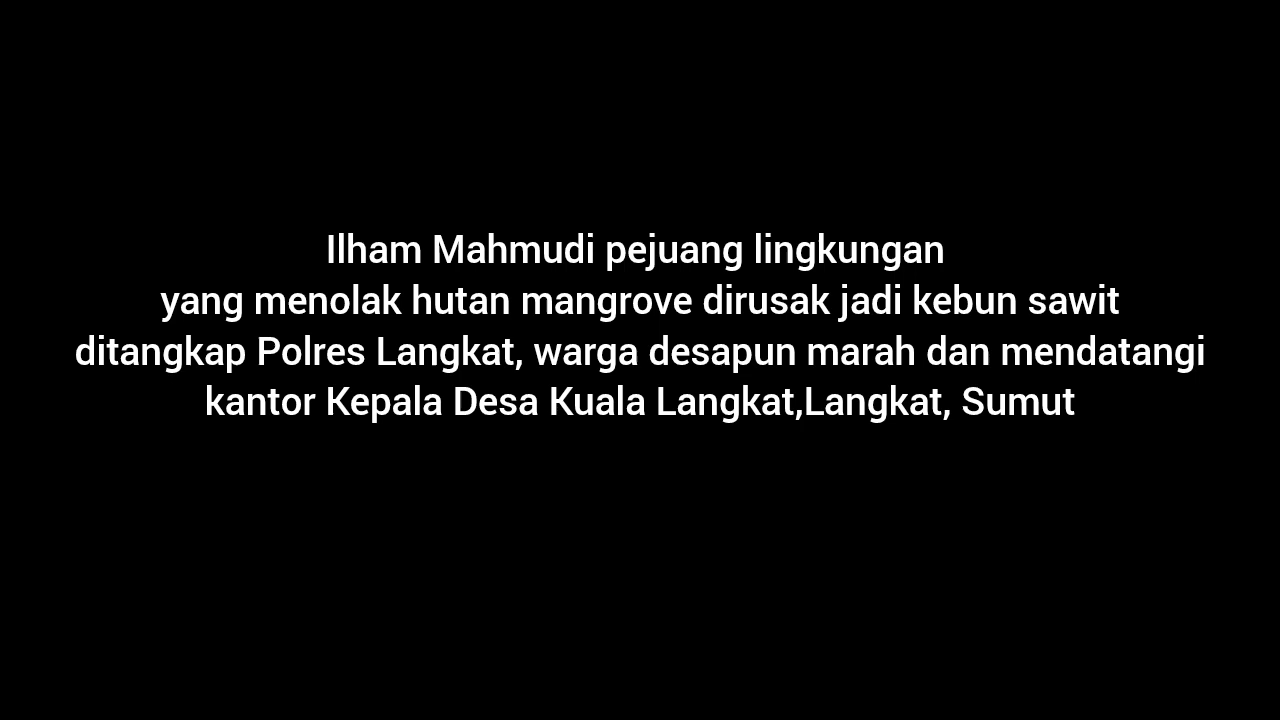 Ilham Mahmudi pejuang lingkungan
yang menolak hutan mangrove dirusak jadi kebun sawit
ditangkap Polres Langkat, warga desapun marah dan mendatangi
kantor Kepala Desa Kuala Langkat,Langkat, Sumut